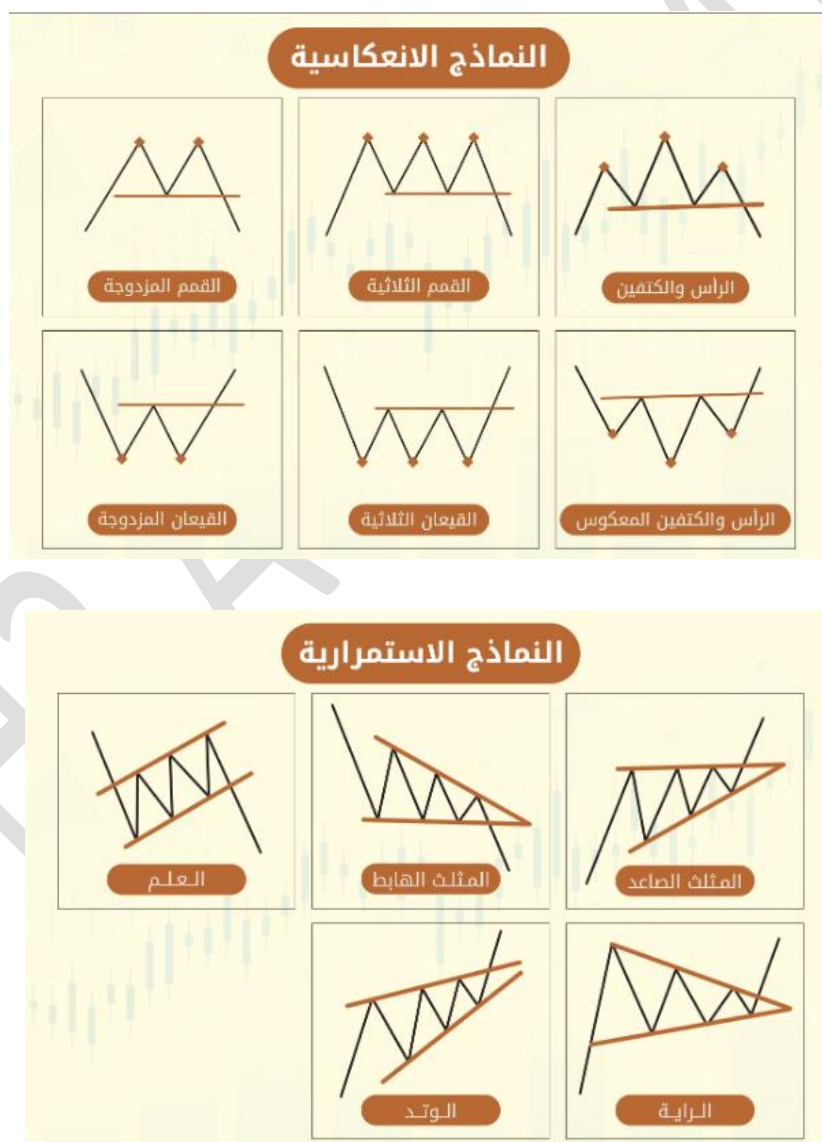 النماذج الانعكاسية
الرأس والكتفين
القمم الثلاثية
القمم المزدوجة
الرأس والكتفين المعكوس
القيعان الثلاثية
القيعان المزدوجة
النماذج الاستمرارية
المثلث الصاعد
المثلث الهابط
العلم
الراية
الوتد